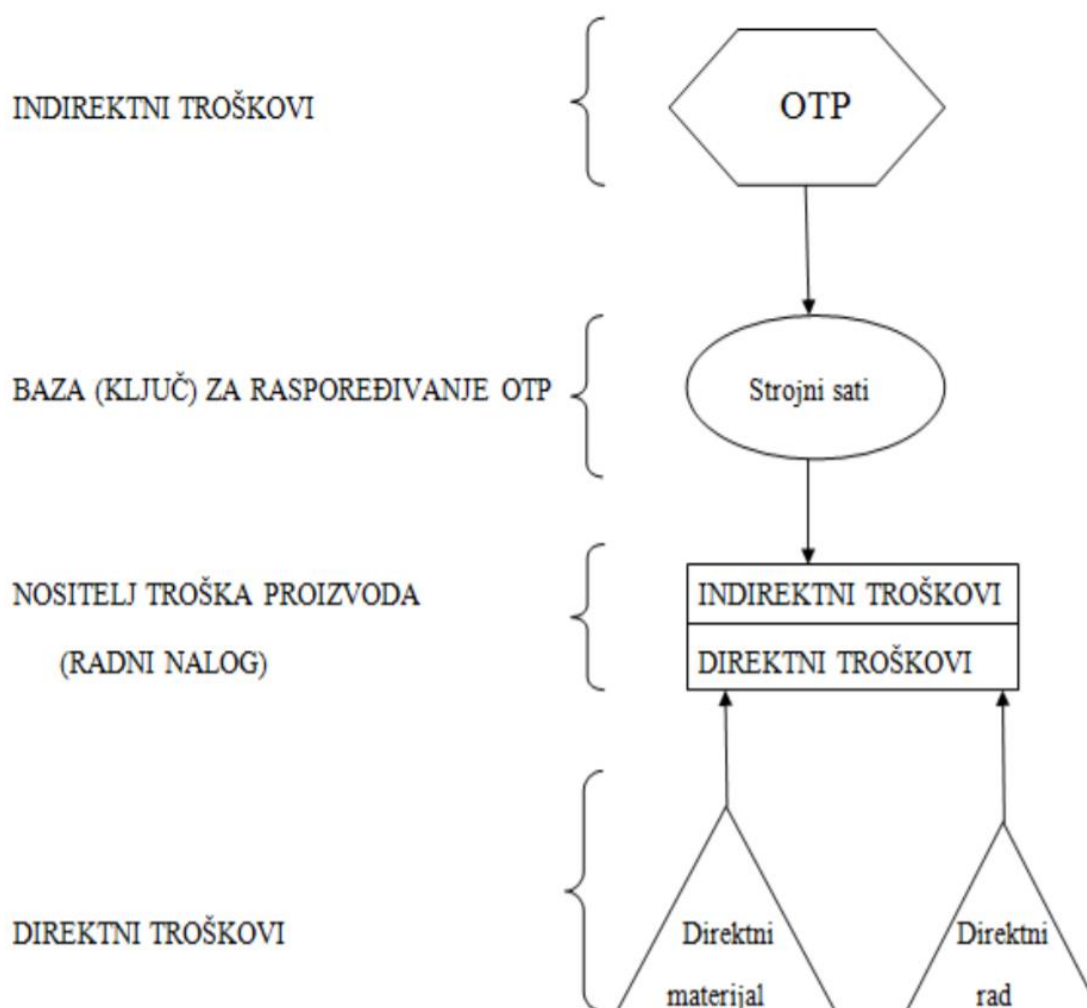 INDIREKTNI TROŠKOVI
OTP
BAZA (KLJUČ) ZA RASPOREĐIVANJE OTP
Strojni sati
NOSITELJ TROŠKA PROIZVODA
(RADNI NALOG)
INDIREKTNI TROŠKOVI
DIREKTNI TROŠKOVI
DIREKTNI TROŠKOVI
Direktni
materijal
Direktni
rad